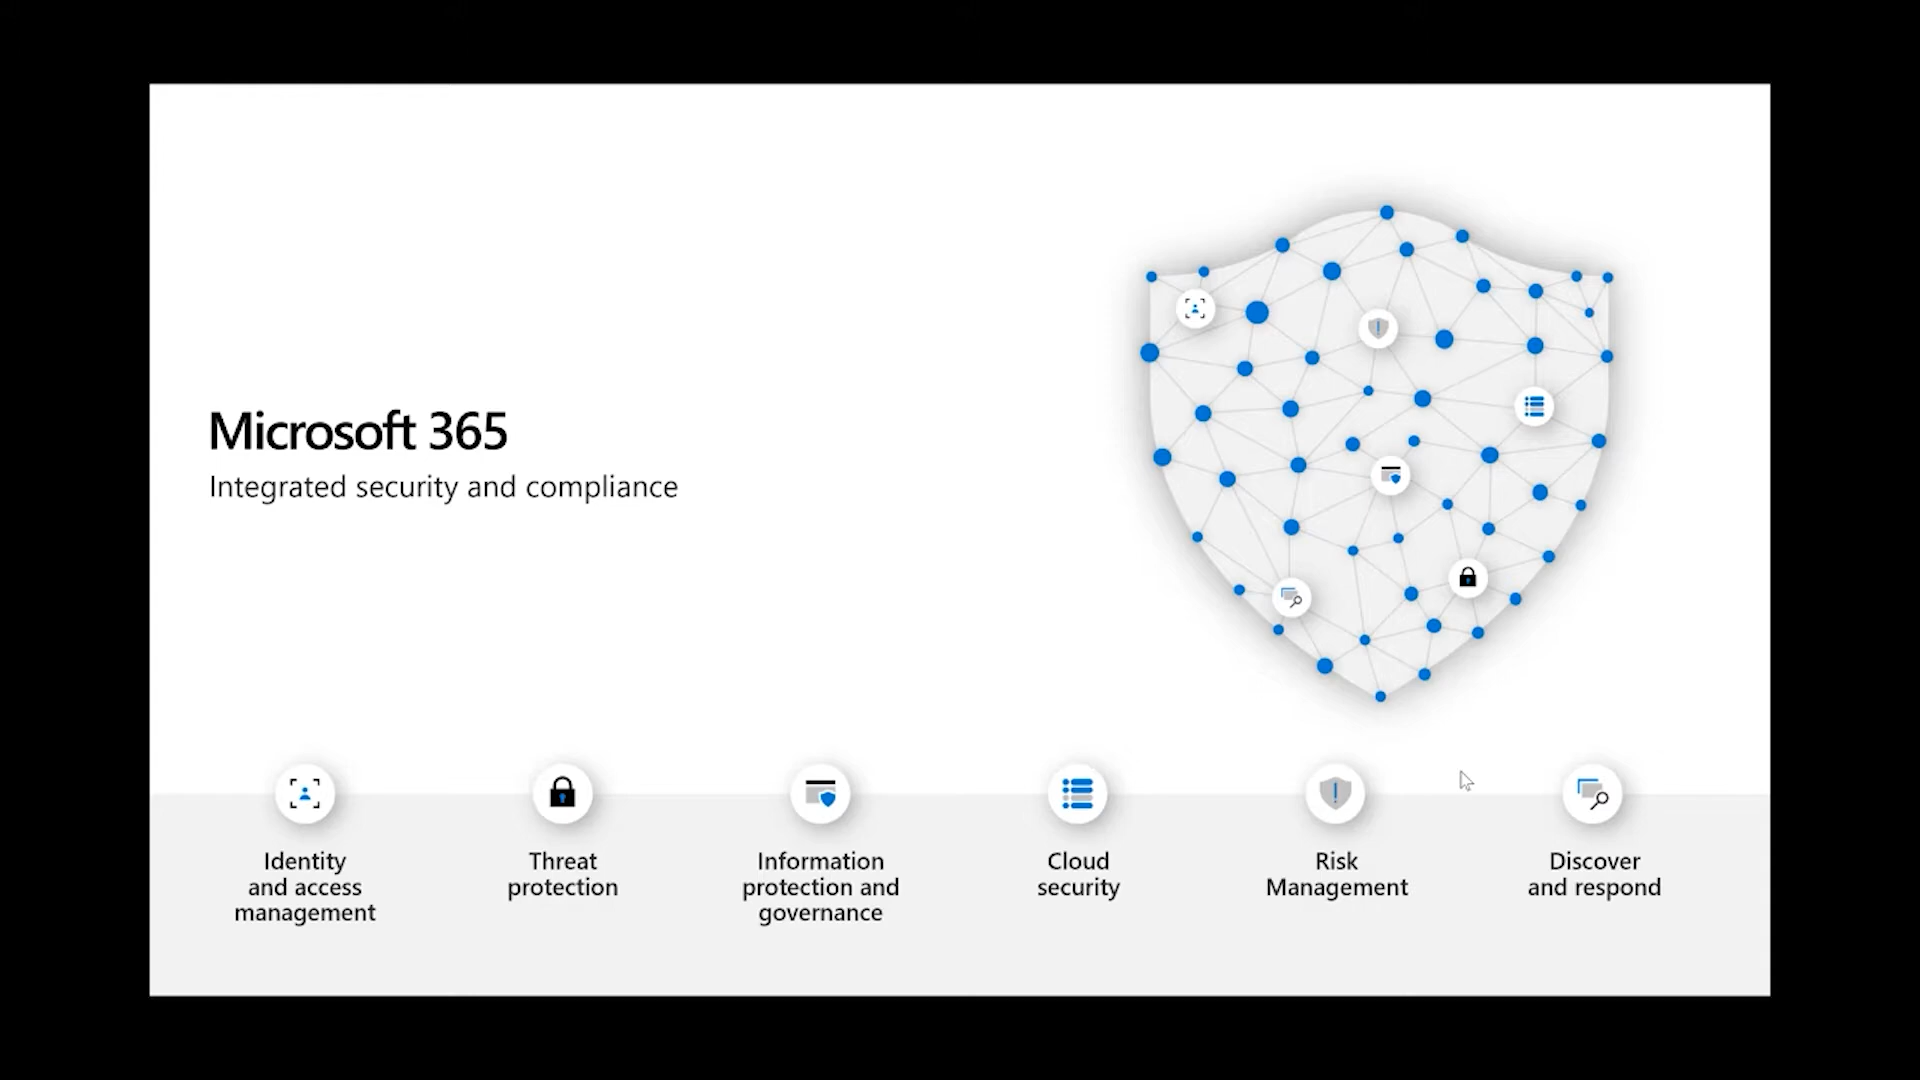 Microsoft 365
Integrated security and compliance
Identity
and access
management
Threat
protection
Information
protection and
governance
Cloud
security
Risk
Management
Discover
and respond